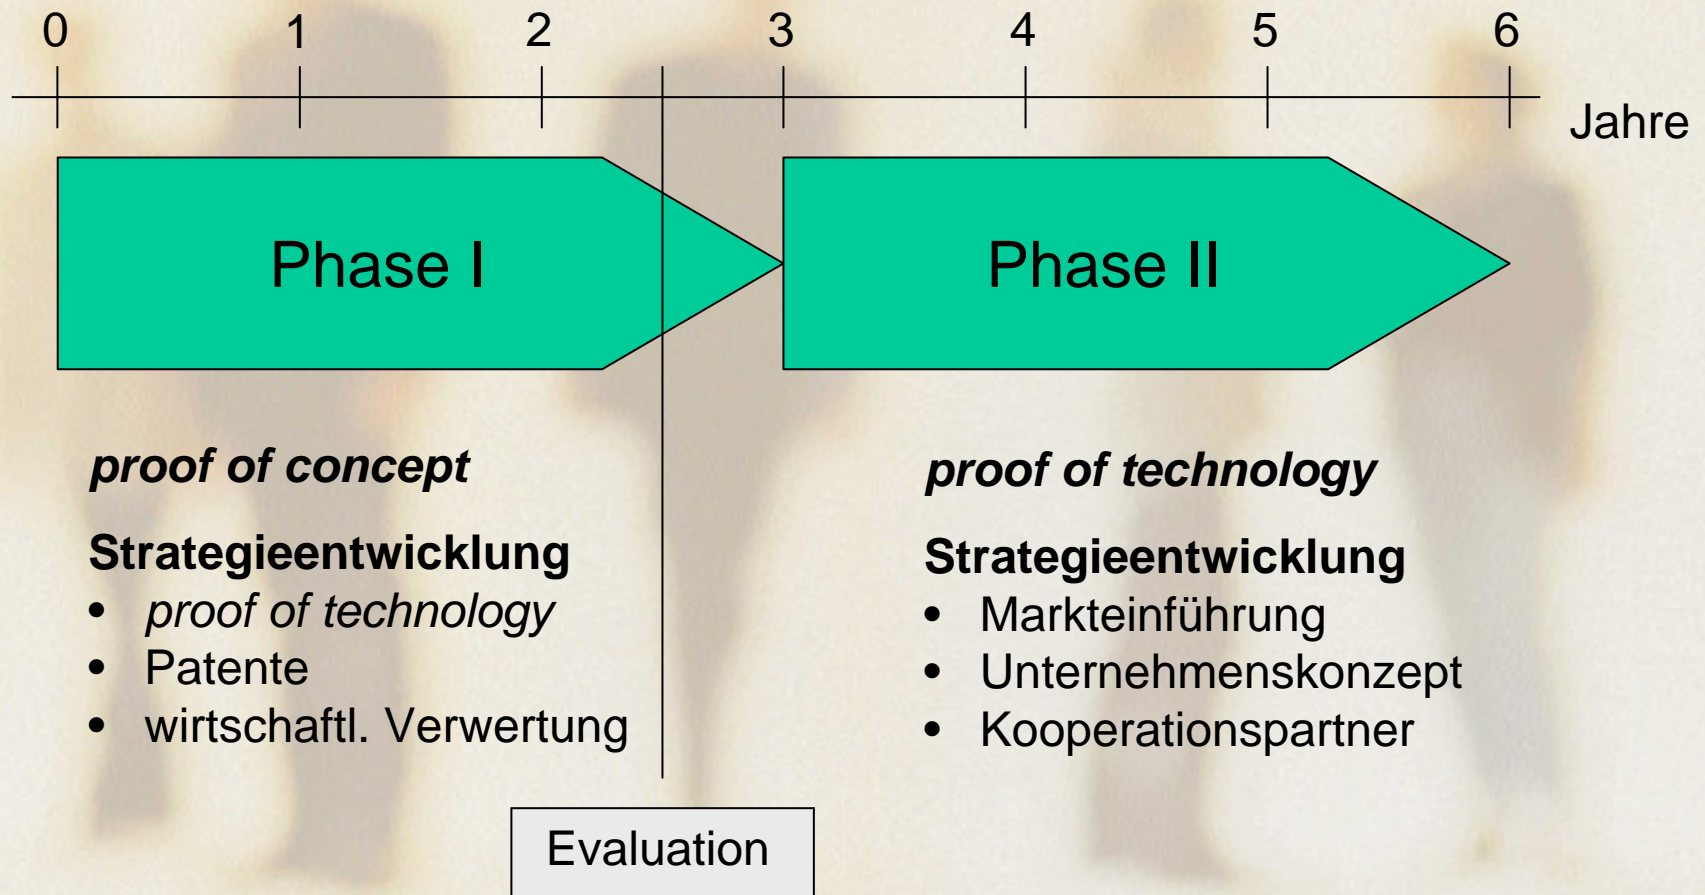 0 1 2 3 4 5 6
Jahre
Phase I
Phase II
proof of concept
Strategieentwicklung
• proof of technology
• Patente
• wirtschaftl. Verwertung
proof of technology
Strategieentwicklung
• Markteinführung
• Unternehmenskonzept
• Kooperationspartner
Evaluation